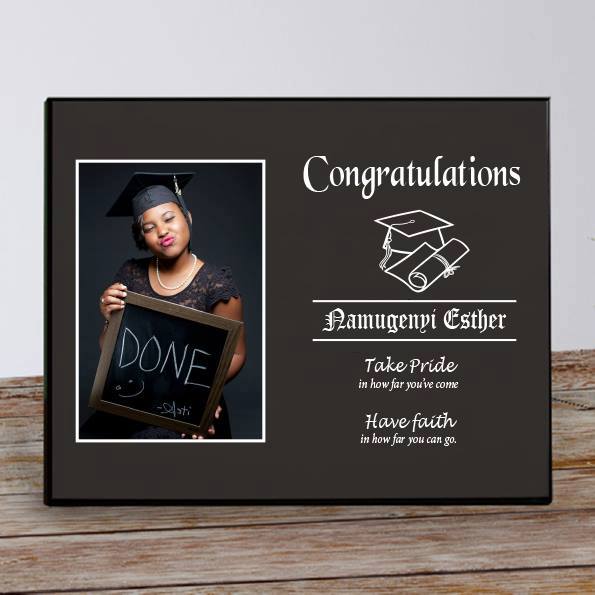 Congratulations
Namugenyi Esther
Take Pride
in how far you've come
Have faith
in how far you can go.
DONE